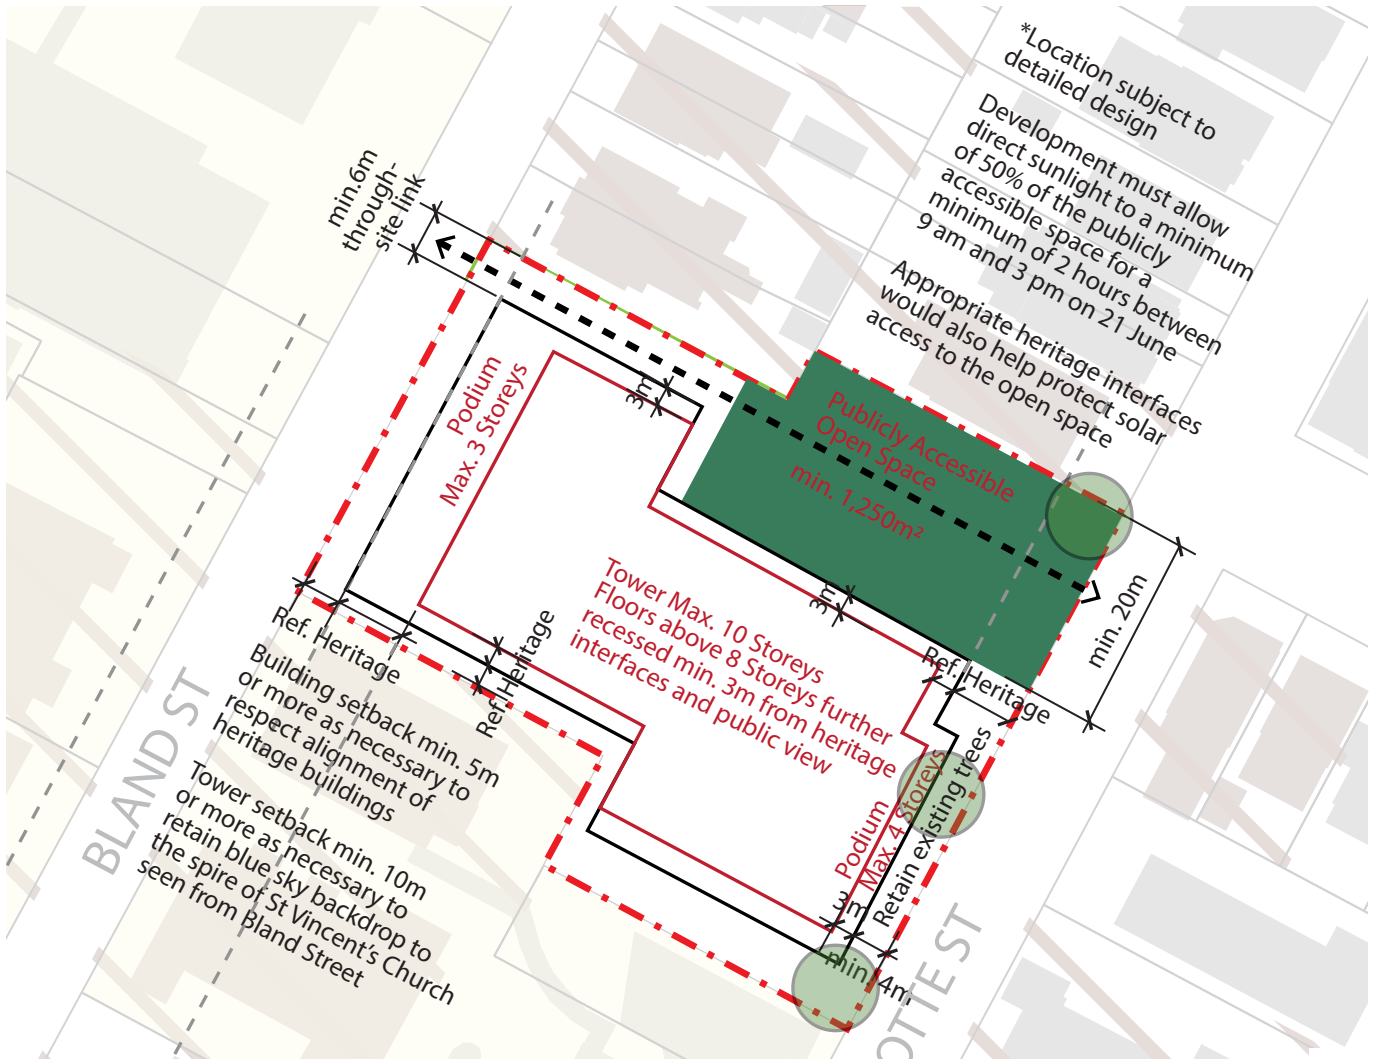 *Location subject to
detailed design
Development must allow
direct sunlight to a minimum
of 50% of the publicly
accessible space for a
minimum of 2 hours between
9 am and 3 pm on 21 June
Appropriate heritage interfaces
would also help protect solar
access to the open space
min.6m
through-
site link
Podium
Max. 3 Storeys
3m
Publicly Accessible
Open Space
min. 1,250m²
Tower Max. 10 Storeys
Floors above 8 Storeys further
recessed min. 3m from heritage
interfaces and public view
3m
min. 20m
Ref. Heritage
Ref. Heritage
Ref. Heritage
Building setback min. 5m
or more as necessary to
respect alignment of
heritage buildings
Tower setback min. 10m
or more as necessary to
retain blue sky backdrop to
the spire of St Vincent's Church
seen from Bland Street
Podium
Max. 4 Storeys
Retain existing trees
3m
min. 4m
BLAND ST
OTTE ST